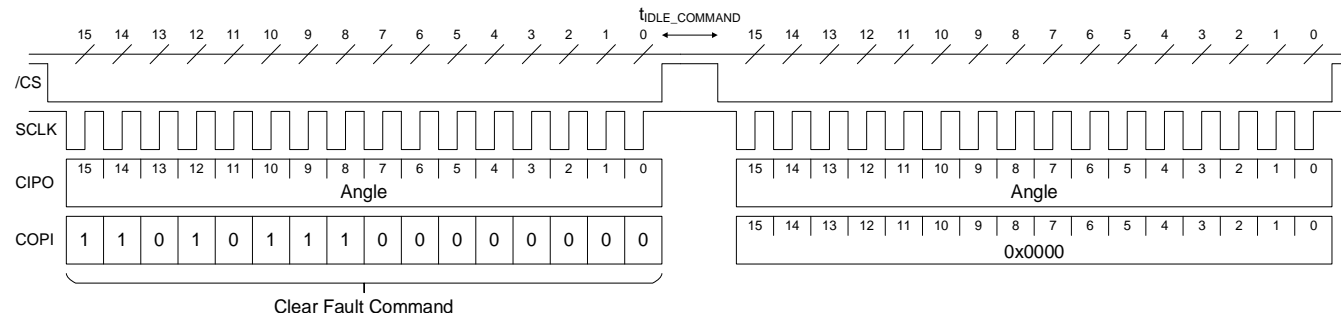 tIDLE_COMMAND
15 14 13 12 11 10 9 8 7 6 5 4 3 2 1 0 15 14 13 12 11 10 9 8 7 6 5 4 3 2 1 0
/CS
SCLK
CIPO 15 14 13 12 11 10 9 8 7 6 5 4 3 2 1 0 15 14 13 12 11 10 9 8 7 6 5 4 3 2 1 0
Angle Angle
COPI 1 1 0 1 0 1 1 1 0 0 0 0 0 0 0 0 15 14 13 12 11 10 9 8 7 6 5 4 3 2 1 0
0x0000
Clear Fault Command